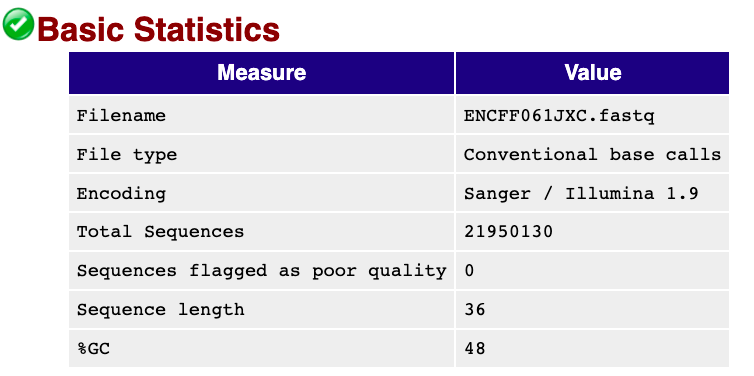 Basic Statistics
Measure Value
Filename ENCFF061JXC.fastq
File type Conventional base calls
Encoding Sanger / Illumina 1.9
Total Sequences 21950130
Sequences flagged as poor quality 0
Sequence length 36
%GC 48